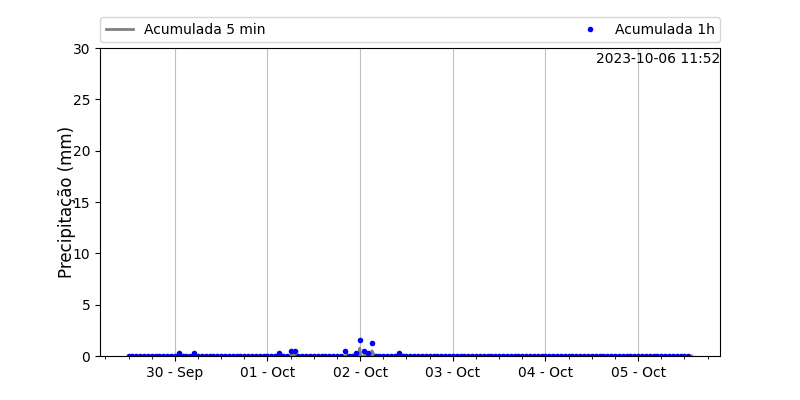 Acumulada 5 min
Acumulada 1h
2023-10-06 11:52
Precipitação (mm)
30
25
20
15
10
5
0
30 - Sep
01 - Oct
02 - Oct
03 - Oct
04 - Oct
05 - Oct